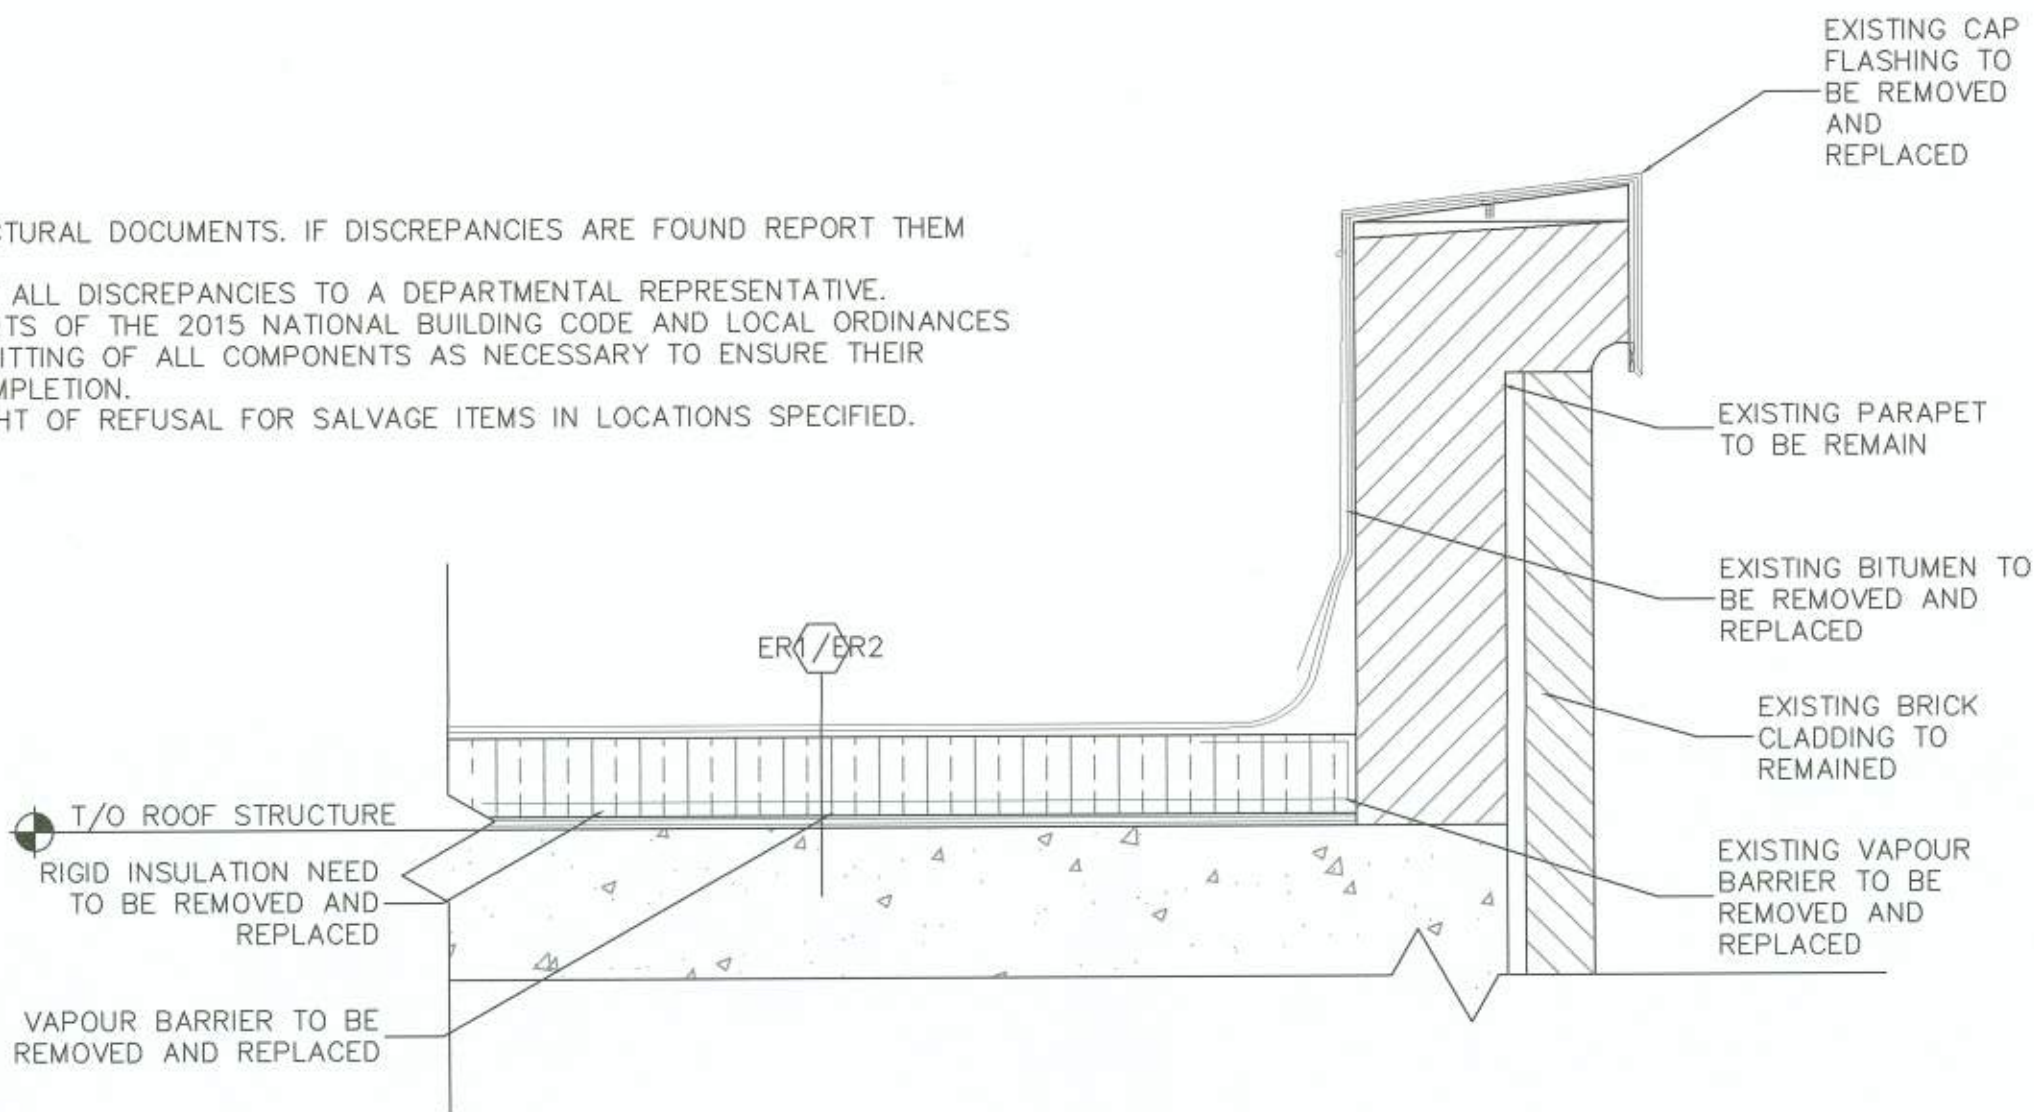 EXISTING CAP
FLASHING TO
BE REMOVED
AND
REPLACED
CTURAL DOCUMENTS. IF DISCREPANCIES ARE FOUND REPORT THEM
ALL DISCREPANCIES TO A DEPARTMENTAL REPRESENTATIVE.
TS OF THE 2015 NATIONAL BUILDING CODE AND LOCAL ORDINANCES
ITTING OF ALL COMPONENTS AS NECESSARY TO ENSURE THEIR
MPLETION.
HT OF REFUSAL FOR SALVAGE ITEMS IN LOCATIONS SPECIFIED.
EXISTING PARAPET
TO BE REMAIN
EXISTING BITUMEN TO
BE REMOVED AND
REPLACED
ER1/ER2
EXISTING BRICK
CLADDING TO
REMAINED
T/O ROOF STRUCTURE
RIGID INSULATION NEED
TO BE REMOVED AND
REPLACED
EXISTING VAPOUR
BARRIER TO BE
REMOVED AND
REPLACED
VAPOUR BARRIER TO BE
REMOVED AND REPLACED